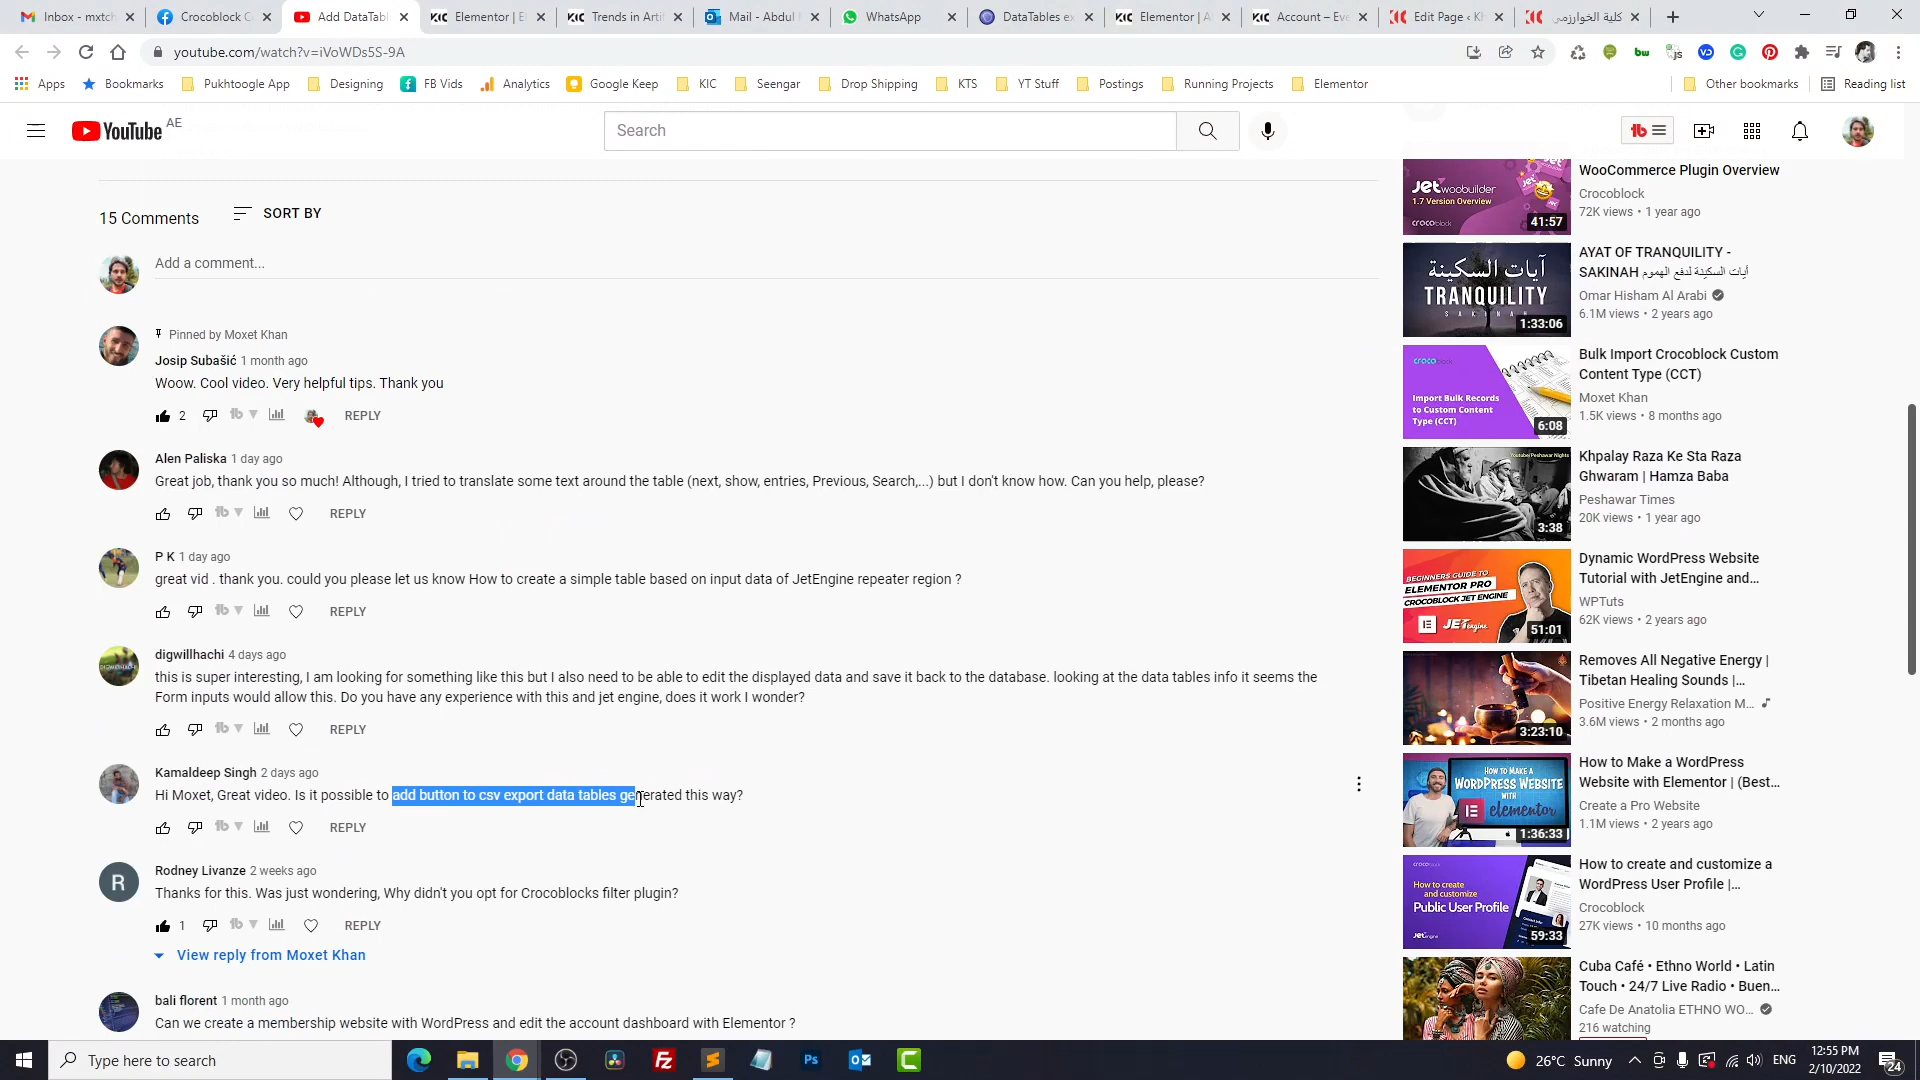 Inbox - mxtch
Crocoblock C
Add DataTabl
Elementor | E
Trends in Artif
Mail - Abdul
WhatsApp
DataTables ex
Elementor | A
Account – Eve
Edit Page ‹ Kh
كلية الخوارزمي
youtube.com/watch?v=iVoWDs5S-9A
Apps
Bookmarks
Pukhtoogle App
Designing
FB Vids
Analytics
Google Keep
KIC
Seengar
Drop Shipping
KTS
YT Stuff
Postings
Running Projects
Elementor
Other bookmarks
Reading list
YouTube AE
Search
15 Comments
SORT BY
Add a comment...
Pinned by Moxet Khan
Josip Subašić 1 month ago
Woow. Cool video. Very helpful tips. Thank you
2
REPLY
Alen Paliska 1 day ago
Great job, thank you so much! Although, I tried to translate some text around the table (next, show, entries, Previous, Search,...) but I don't know how. Can you help, please?
REPLY
P K 1 day ago
great vid . thank you. could you please let us know How to create a simple table based on input data of JetEngine repeater region ?
REPLY
digwillhachi 4 days ago
this is super interesting, I am looking for something like this but I also need to be able to edit the displayed data and save it back to the database. looking at the data tables info it seems the
Form inputs would allow this. Do you have any experience with this and jet engine, does it work I wonder?
REPLY
Kamaldeep Singh 2 days ago
Hi Moxet, Great video. Is it possible to add button to csv export data tables generated this way?
REPLY
R
Rodney Livanze 2 weeks ago
Thanks for this. Was just wondering, Why didn't you opt for Crocoblocks filter plugin?
1
REPLY
View reply from Moxet Khan
bali florent 1 month ago
Can we create a membership website with WordPress and edit the account dashboard with Elementor ?
Jet woobuilder
1.7 Version Overview
crocoblock
41:57
WooCommerce Plugin Overview
Crocoblock
72K views • 1 year ago
آيات السكينة
TRANQUILITY
SAKINAH
1:33:06
AYAT OF TRANQUILITY -
SAKINAH آيات السكينة لدفع الهموم
Omar Hisham Al Arabi
6.1M views • 2 years ago
Import Bulk Records
to Custom Content
Type (CCT)
6:08
Bulk Import Crocoblock Custom
Content Type (CCT)
Moxet Khan
1.5K views • 8 months ago
Youtube/Peshawar Nights
3:38
Khpalay Raza Ke Sta Raza
Ghwaram | Hamza Baba
Peshawar Times
20K views • 1 year ago
BEGINNERS GUIDE TO
ELEMENTOR PRO
CROCOBLOCK JET ENGINE
JETengine
51:01
Dynamic WordPress Website
Tutorial with JetEngine and...
WPTuts
62K views • 2 years ago
3:23:10
Removes All Negative Energy |
Tibetan Healing Sounds |...
Positive Energy Relaxation M...
3.6M views • 2 months ago
HOW TO MAKE A
WORDPRESS WEBSITE
WITH
elementor
1:36:33
How to Make a WordPress
Website with Elementor | (Best...
Create a Pro Website
1.1M views • 2 years ago
How to create
and customize
Public User Profile
Jetengine
59:33
How to create and customize a
WordPress User Profile |...
Crocoblock
27K views • 10 months ago
Cuba Café • Ethno World • Latin
Touch • 24/7 Live Radio • Buen...
Cafe De Anatolia ETHNO WO...
216 watching
Type here to search
26°C Sunny
ENG
12:55 PM
2/10/2022
24